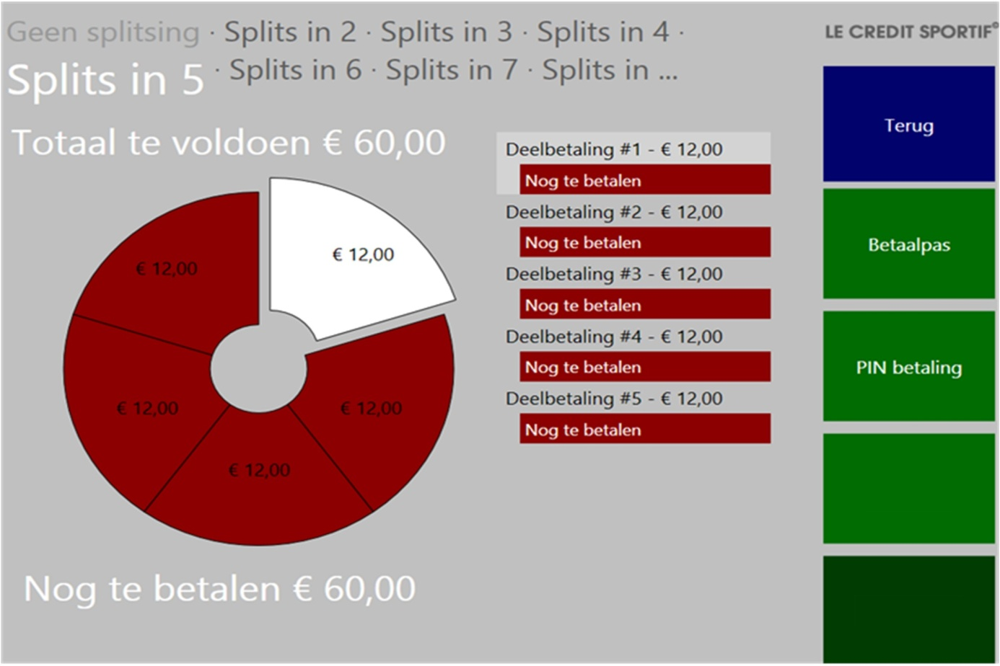 Geen splitsing · Splits in 2 · Splits in 3 · Splits in 4 ·
Splits in 5 · Splits in 6 · Splits in 7 · Splits in ...
LE CREDIT SPORTIF©
Totaal te voldoen € 60,00
€ 12,00
€ 12,00
€ 12,00
€ 12,00
€ 12,00
Nog te betalen € 60,00
Deelbetaling #1 - € 12,00
Nog te betalen
Deelbetaling #2 - € 12,00
Nog te betalen
Deelbetaling #3 - € 12,00
Nog te betalen
Deelbetaling #4 - € 12,00
Nog te betalen
Deelbetaling #5 - € 12,00
Nog te betalen
Terug
Betaalpas
PIN betaling